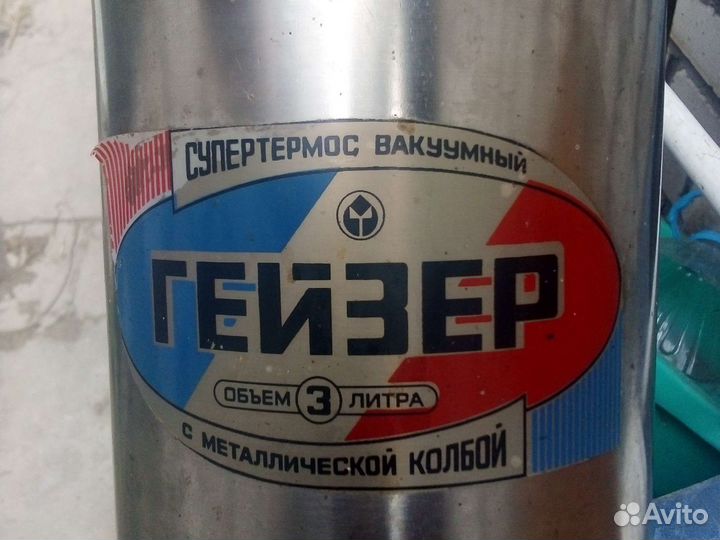 СУПЕРТЕРМОС ВАКУУМНЫЙ
ГЕЙЗЕР
ОБЪЕМ 3 ЛИТРА
С МЕТАЛЛИЧЕСКОЙ КОЛБОЙ
Avito